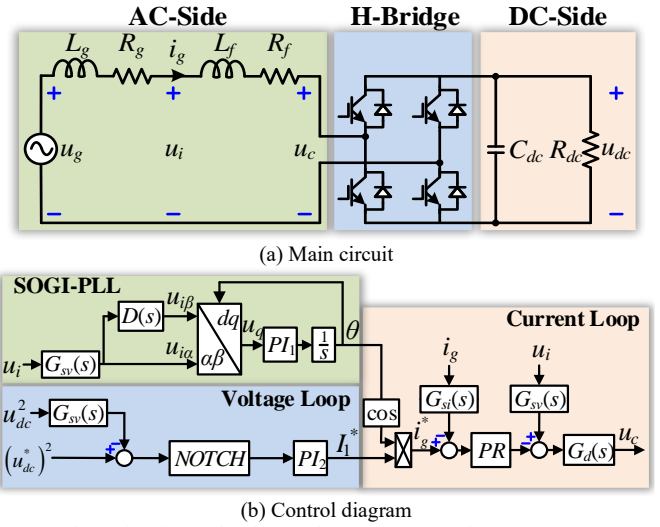 AC-Side H-Bridge DC-Side
L_g R_g i_g L_f R_f
+ + + +
u_g u_i u_c C_dc R_dc u_dc
− − − −
(a) Main circuit
SOGI-PLL
D(s) u_iβ dq u_q PI_1 1/s θ
u_i G_sv(s) u_iα αβ
Current Loop
i_g u_i
G_si(s) G_sv(s)
Voltage Loop
cos
u_dc^2 G_sv(s)
(u_dc^*)^2 − + NOTCH PI_2 I_1^* i_g^* − + PR − + G_d(s) u_c
(b) Control diagram